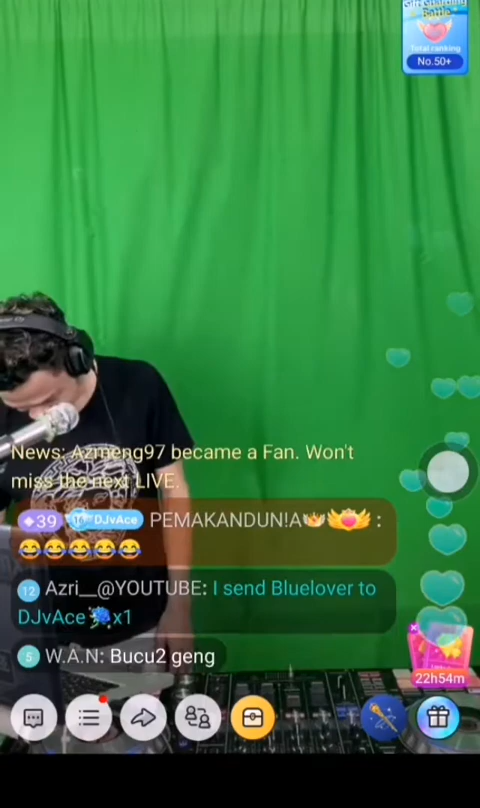 Gift Guarding
Battle
Total ranking
No.50+
News: Azmeng97 became a Fan. Won't
miss the next LIVE.
39 DJvAce PEMAKANDUN!A :
😂😂😂😂😂
12 Azri__@YOUTUBE: I send Bluelover to
DJvAce x1
5 W.A.N: Bucu2 geng
22h54m